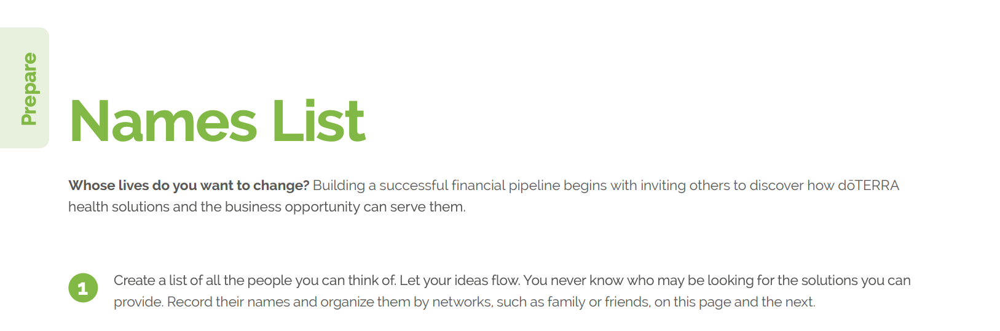 Prepare
Names List
Whose lives do you want to change? Building a successful financial pipeline begins with inviting others to discover how dōTERRA
health solutions and the business opportunity can serve them.
1
Create a list of all the people you can think of. Let your ideas flow. You never know who may be looking for the solutions you can
provide. Record their names and organize them by networks, such as family or friends, on this page and the next.